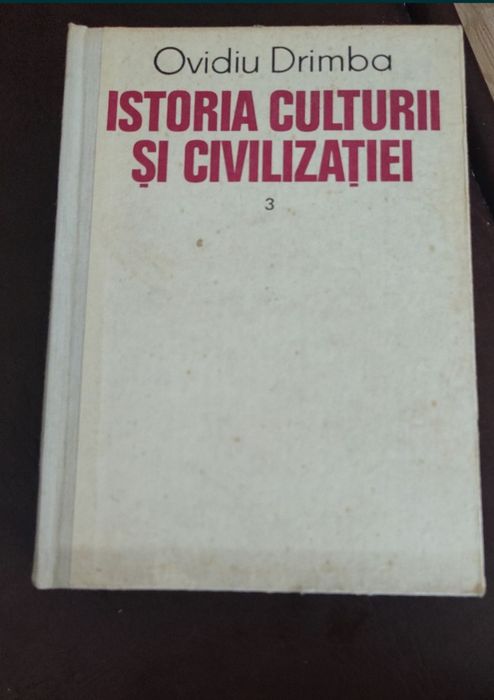 Ovidiu Drimba
ISTORIA CULTURII
ȘI CIVILIZAȚIEI
3